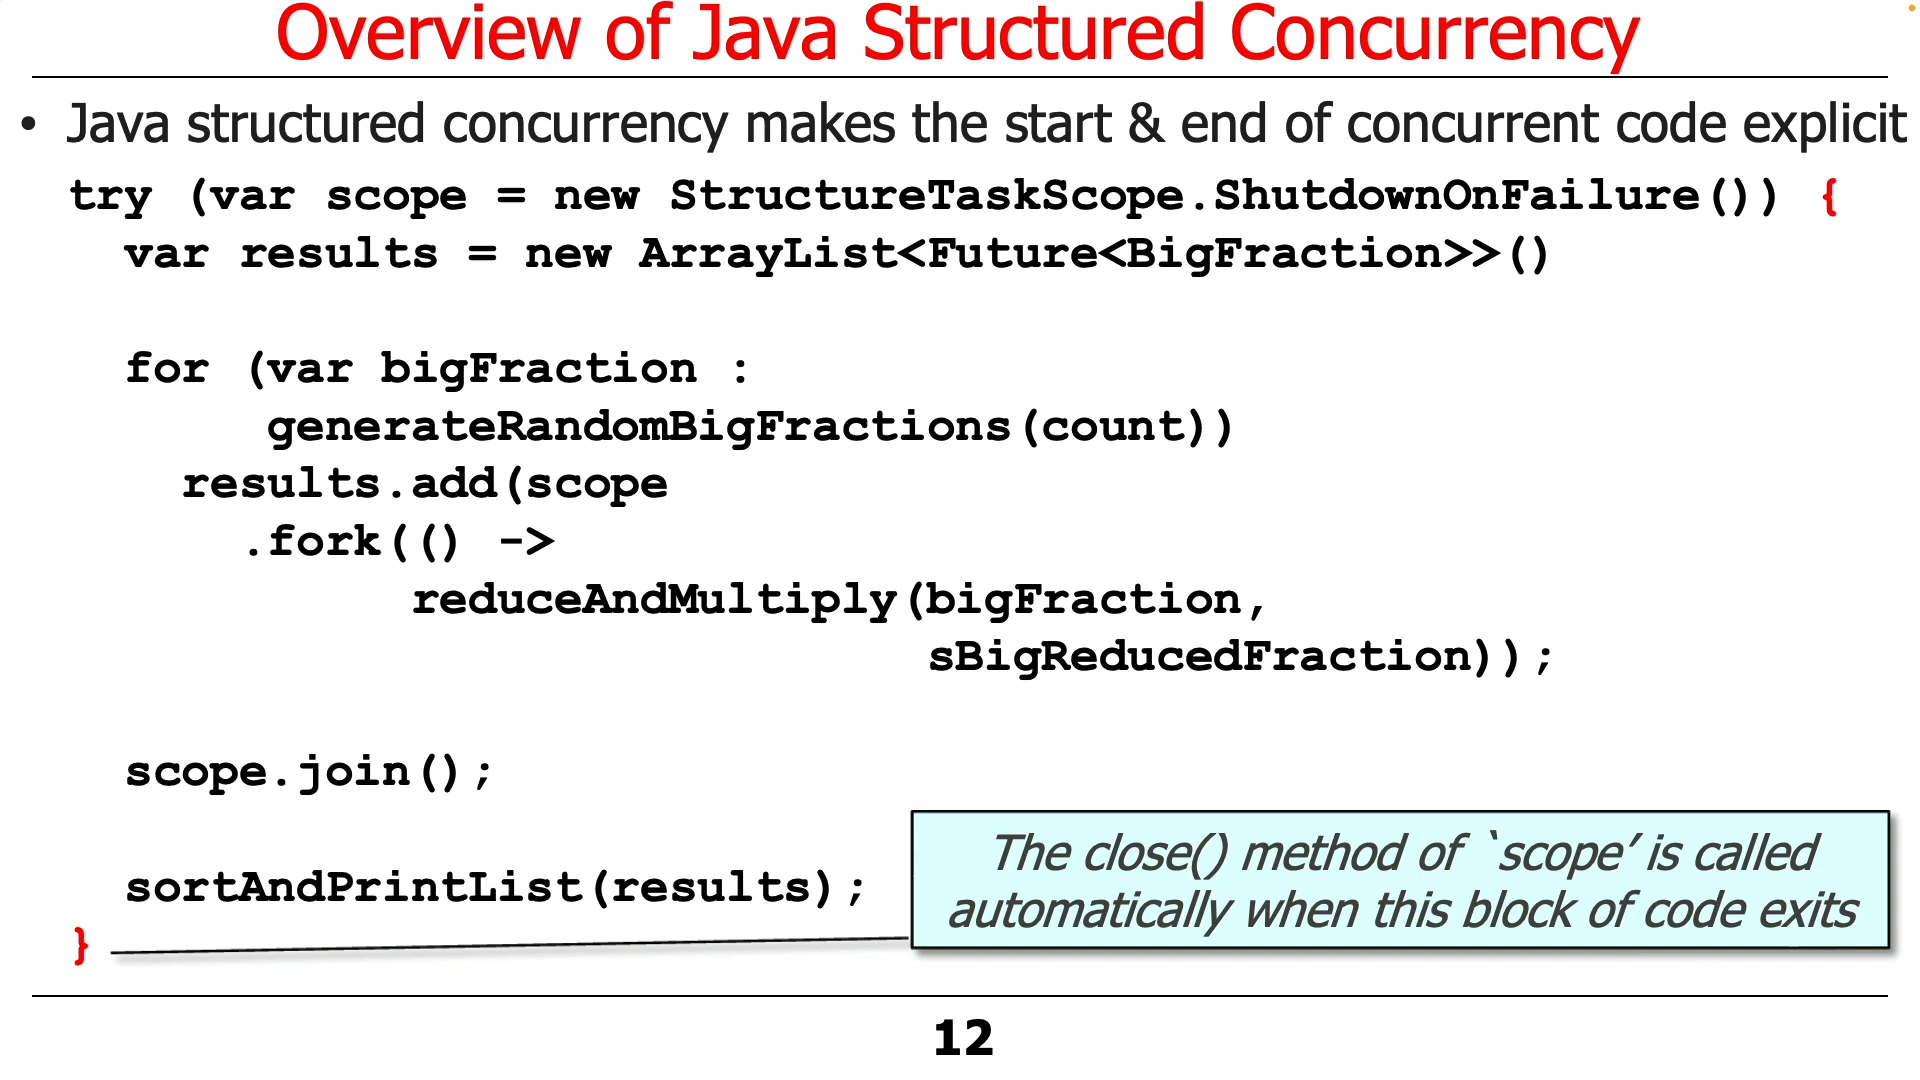 Overview of Java Structured Concurrency
• Java structured concurrency makes the start & end of concurrent code explicit
try (var scope = new StructureTaskScope.ShutdownOnFailure()) {
var results = new ArrayList<Future<BigFraction>>()
for (var bigFraction :
generateRandomBigFractions(count))
results.add(scope
.fork(() ->
reduceAndMultiply(bigFraction,
sBigReducedFraction));
scope.join();
sortAndPrintList(results);
}
The close() method of `scope’ is called
automatically when this block of code exits
12